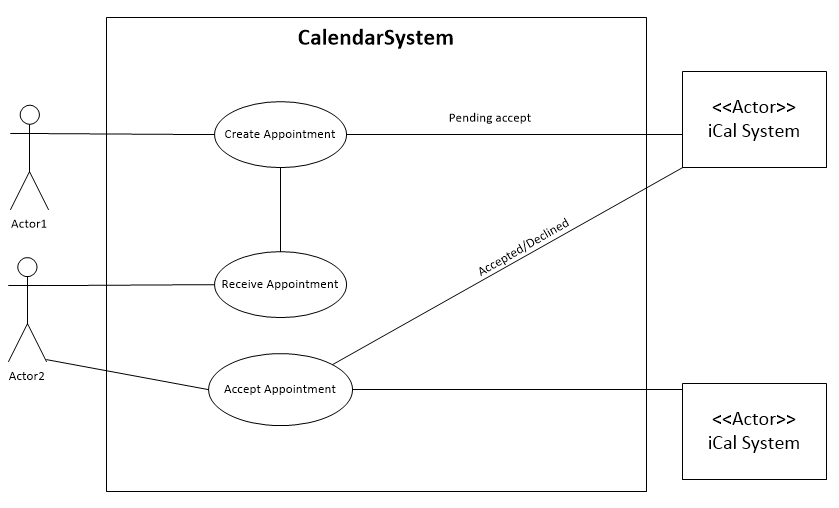 CalendarSystem
<<Actor>>
iCal System
Pending accept
Create Appointment
Actor1
Accepted/Declined
Receive Appointment
Actor2
Accept Appointment
<<Actor>>
iCal System